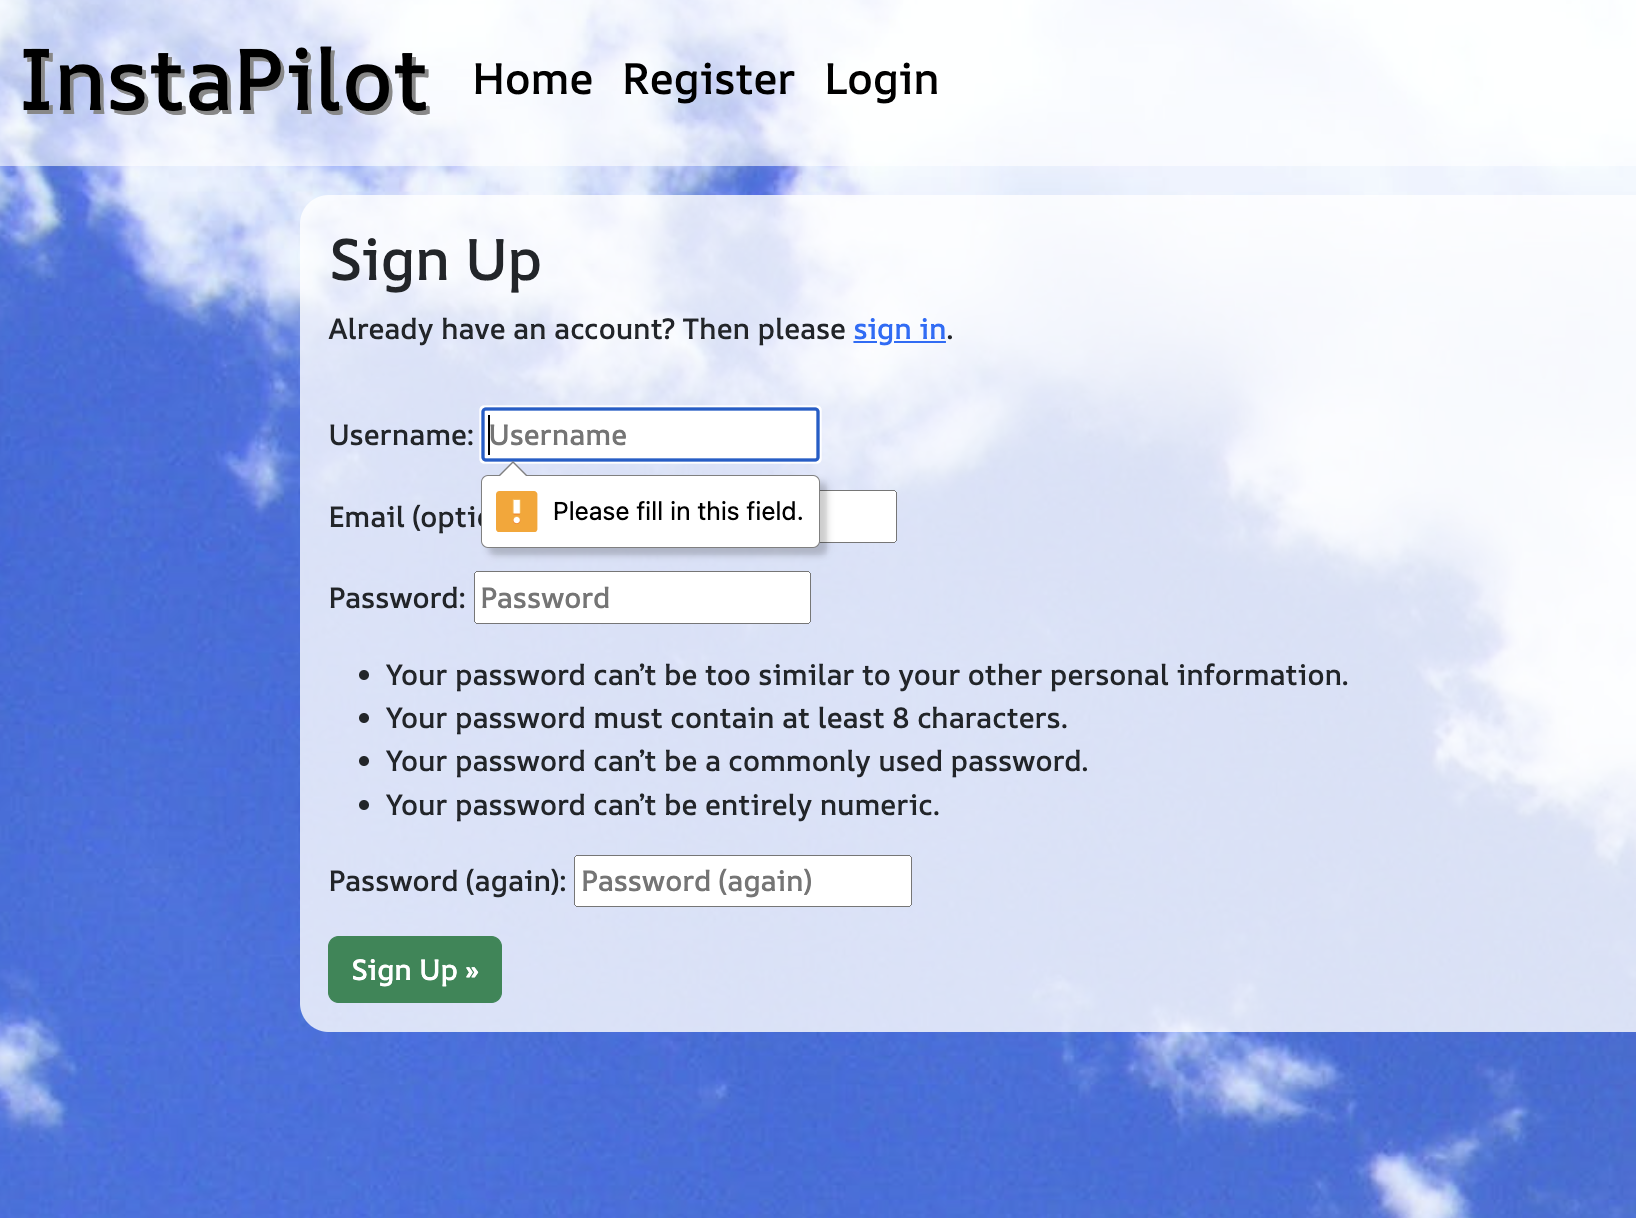 InstaPilot Home Register Login
Sign Up
Already have an account? Then please sign in.
Username: Username
Please fill in this field.
Email
Password: Password
• Your password can’t be too similar to your other personal information.
• Your password must contain at least 8 characters.
• Your password can’t be a commonly used password.
• Your password can’t be entirely numeric.
Password (again): Password (again)
Sign Up »